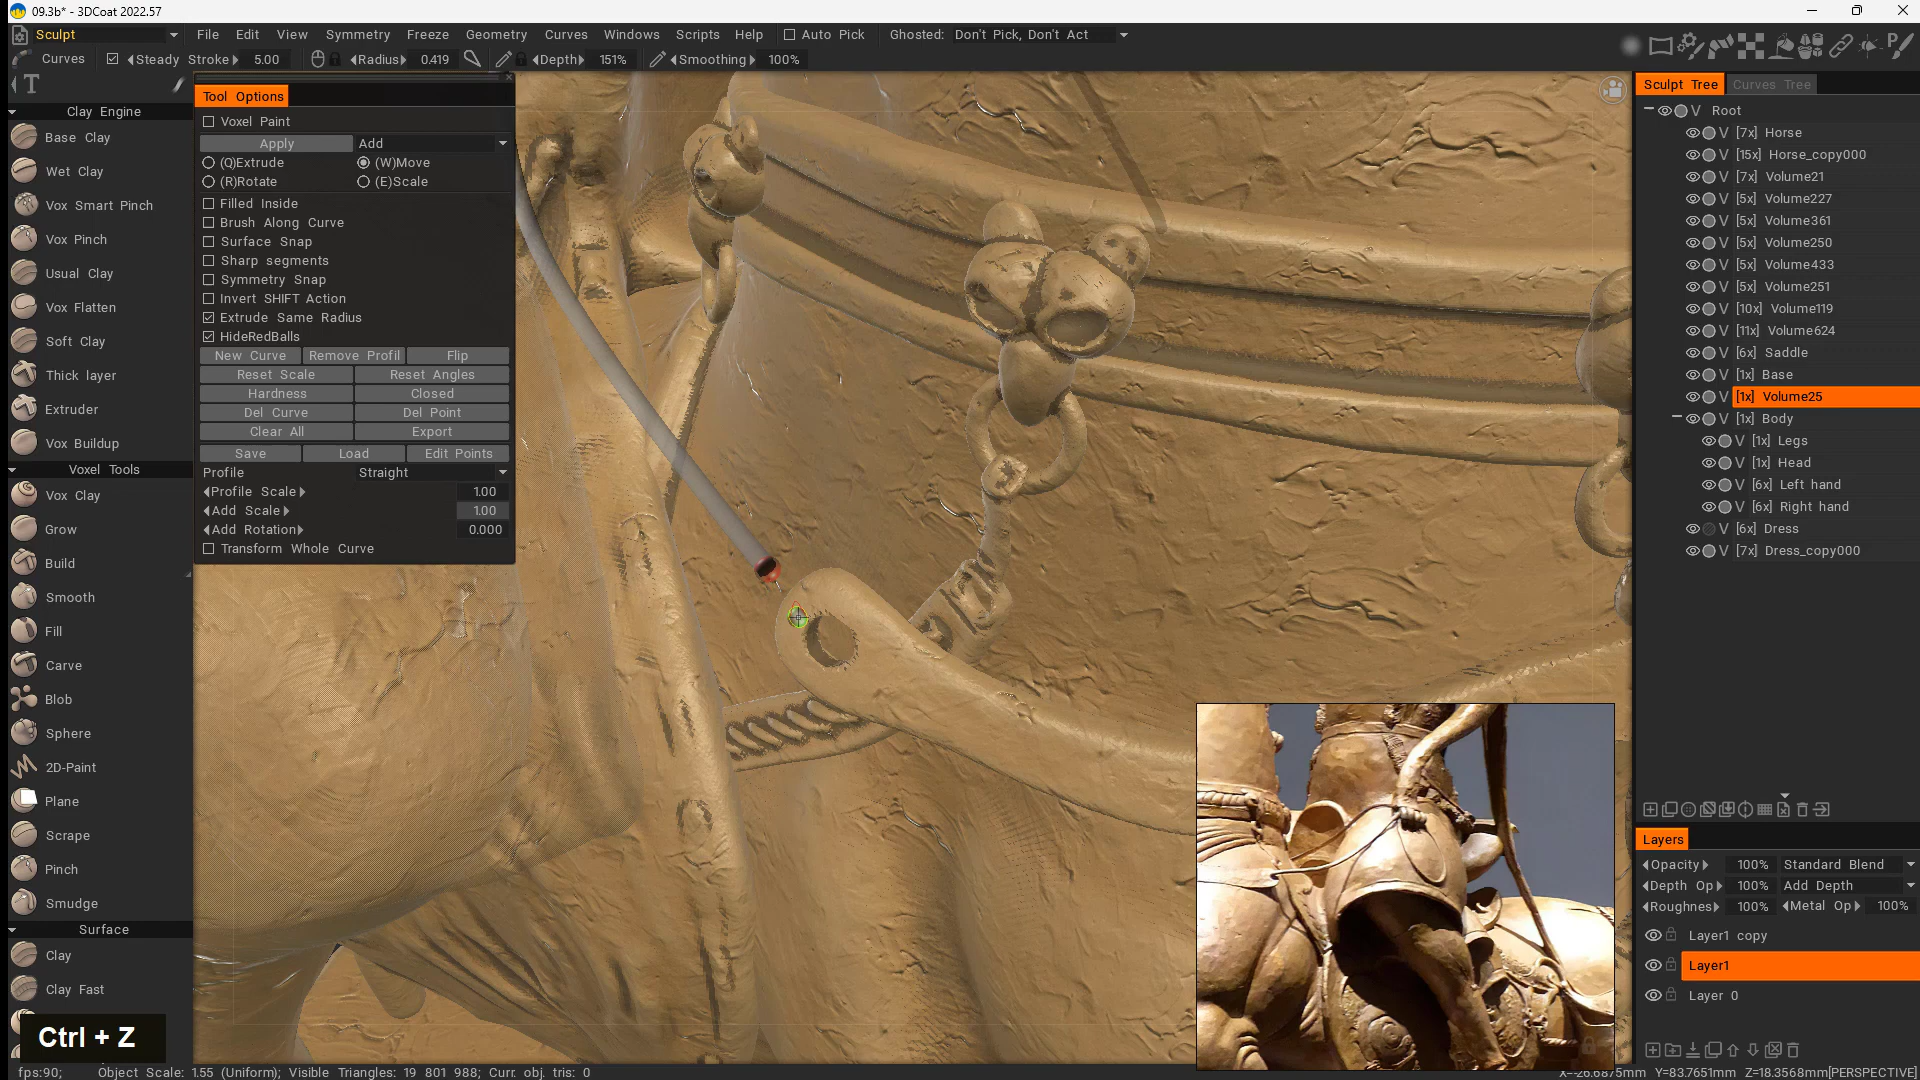 09.3b* - 3DCoat 2022.57
Sculpt File Edit View Symmetry Freeze Geometry Curves Windows Scripts Help Auto Pick Ghosted: Don't Pick, Don't Act
Curves Steady Stroke 5.00 Radius 0.419 Depth 151% Smoothing 100%
T
Clay Engine
Base Clay
Wet Clay
Vox Smart Pinch
Vox Pinch
Usual Clay
Vox Flatten
Soft Clay
Thick layer
Extruder
Vox Buildup
Voxel Tools
Vox Clay
Grow
Build
Smooth
Fill
Carve
Blob
Sphere
2D-Paint
Plane
Scrape
Pinch
Smudge
Surface
Clay
Clay Fast
Ctrl + Z
Tool Options
Voxel Paint
Apply Add
(Q)Extrude (W)Move
(R)Rotate (E)Scale
Filled Inside
Brush Along Curve
Surface Snap
Sharp segments
Symmetry Snap
Invert SHIFT Action
Extrude Same Radius
HideRedBalls
New Curve Remove Profil Flip
Reset Scale Reset Angles
Hardness Closed
Del Curve Del Point
Clear All Export
Save Load Edit Points
Profile Straight
Profile Scale 1.00
Add Scale 1.00
Add Rotation 0.000
Transform Whole Curve
Sculpt Tree Curves Tree
V Root
V [7x] Horse
V [15x] Horse_copy000
V [7x] Volume21
V [5x] Volume227
V [5x] Volume361
V [5x] Volume250
V [5x] Volume433
V [5x] Volume251
V [10x] Volume119
V [11x] Volume624
V [6x] Saddle
V [1x] Base
V [1x] Volume25
V [1x] Body
V [1x] Legs
V [1x] Head
V [6x] Left hand
V [6x] Right hand
V [6x] Dress
V [7x] Dress_copy000
Layers
Opacity 100% Standard Blend
Depth Op 100% Add Depth
Roughnes 100% Metal Op 100%
Layer1 copy
Layer1
Layer 0
fps:90; Object Scale: 1.55 (Uniform); Visible Triangles: 19 801 988; Curr. obj. tris: 0 X=-26.6875mm Y=83.7651mm Z=18.3568mm[PERSPECTIVE]